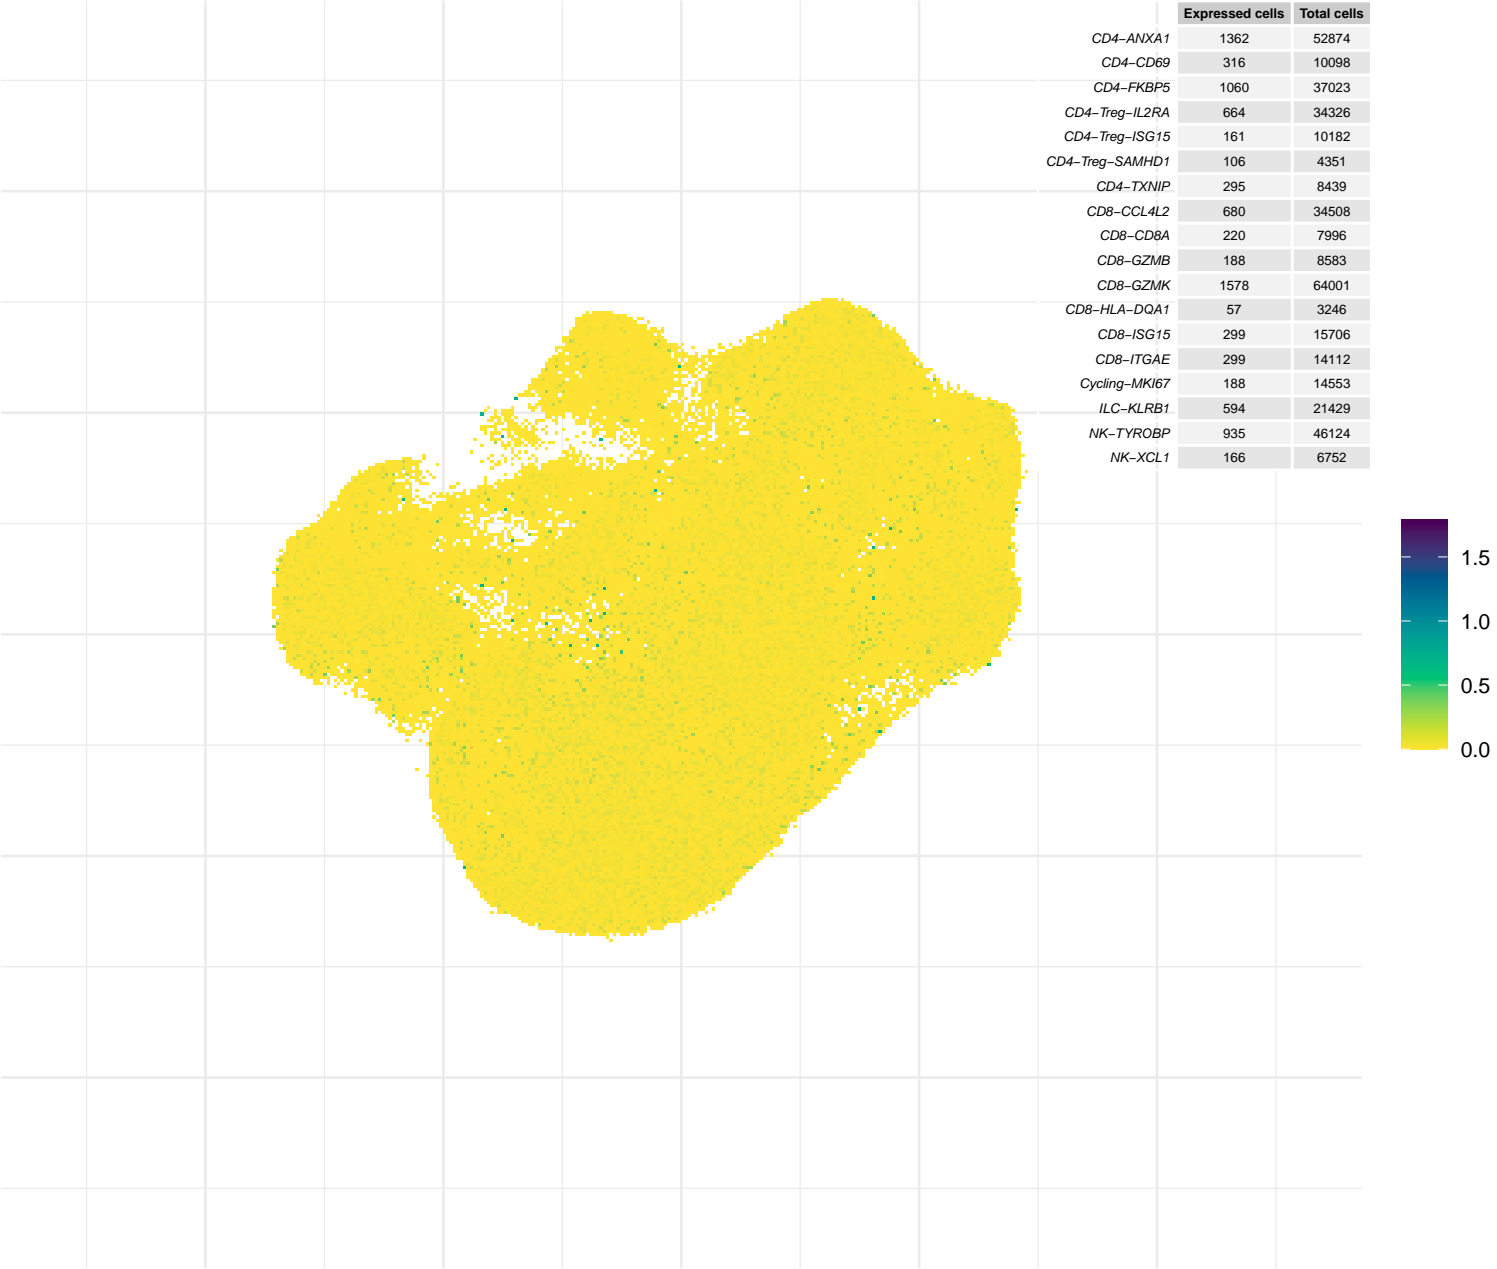 Expressed cells Total cells
CD4−ANXA1 1362 52874
CD4−CD69 316 10098
CD4−FKBP5 1060 37023
CD4−Treg−IL2RA 664 34326
CD4−Treg−ISG15 161 10182
CD4−Treg−SAMHD1 106 4351
CD4−TXNIP 295 8439
CD8−CCL4L2 680 34508
CD8−CD8A 220 7996
CD8−GZMB 188 8583
CD8−GZMK 1578 64001
CD8−HLA−DQA1 57 3246
CD8−ISG15 299 15706
CD8−ITGAE 299 14112
Cycling−MKI67 188 14553
ILC−KLRB1 594 21429
NK−TYROBP 935 46124
NK−XCL1 166 6752
1.5
1.0
0.5
0.0